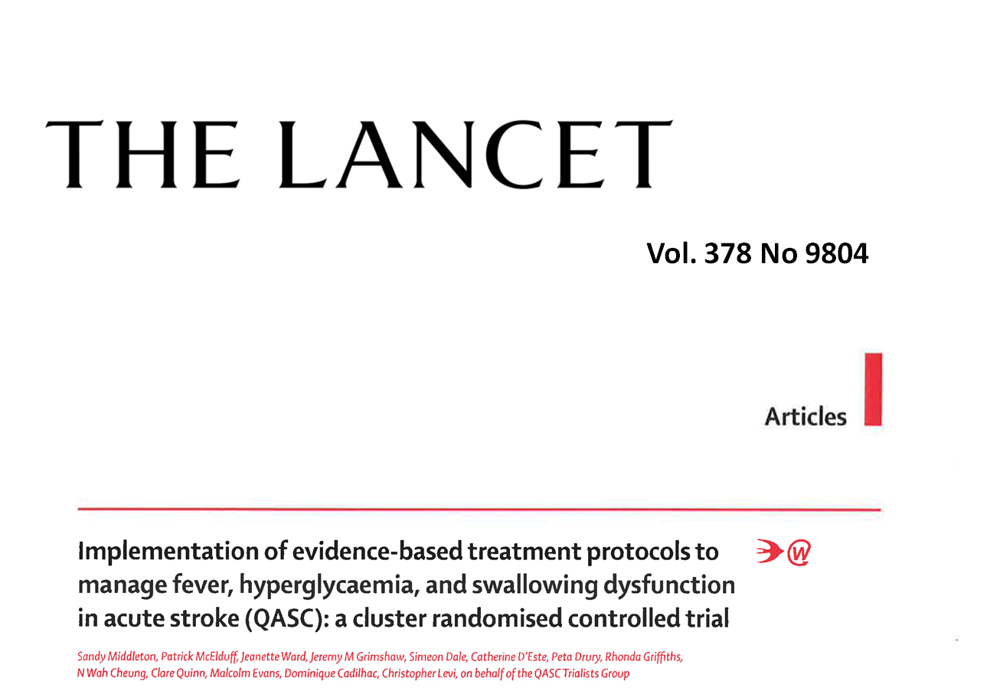 THE LANCET
Vol. 378 No 9804
Articles
Implementation of evidence-based treatment protocols to
manage fever, hyperglycaemia, and swallowing dysfunction
in acute stroke (QASC): a cluster randomised controlled trial
W
Sandy Middleton, Patrick McElduff, Jeanette Ward, Jeremy M Grimshaw, Simeon Dale, Catherine D'Este, Peta Drury, Rhonda Griffiths,
N Wah Cheung, Clare Quinn, Malcolm Evans, Dominique Cadilhac, Christopher Levi, on behalf of the QASC Trialists Group